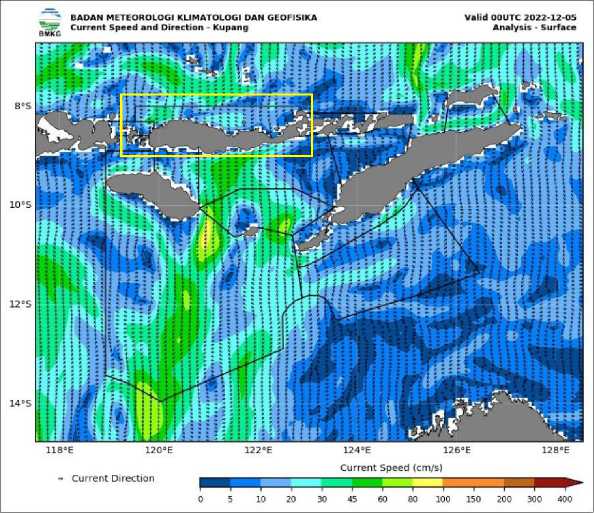 BMKG
BADAN METEOROLOGI KLIMATOLOGI DAN GEOFISIKA
Current Speed and Direction - Kupang
Valid 00UTC 2022-12-05
Analysis - Surface
8°S
10°S
12°S
14°S
118°E
120°E
122°E
124°E
126°E
128°E
Current Direction
Current Speed (cm/s)
0 5 10 20 30 45 60 80 100 150 200 300 400